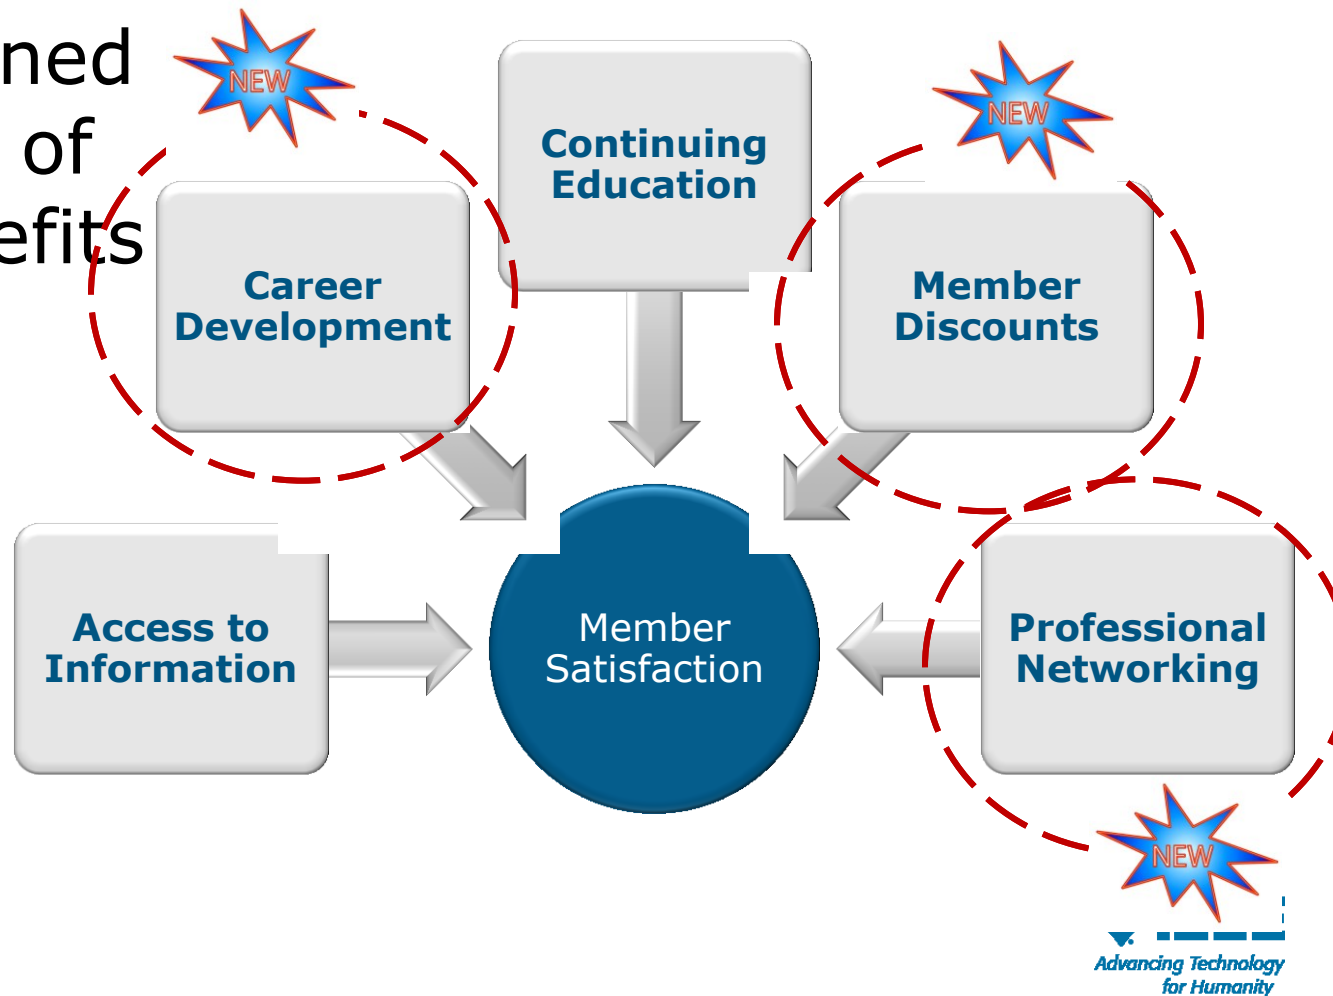 ned
of
efits
NEW
NEW
Continuing
Education
Career
Development
Member
Discounts
Access to
Information
Member
Satisfaction
Professional
Networking
NEW
Advancing Technology
for Humanity